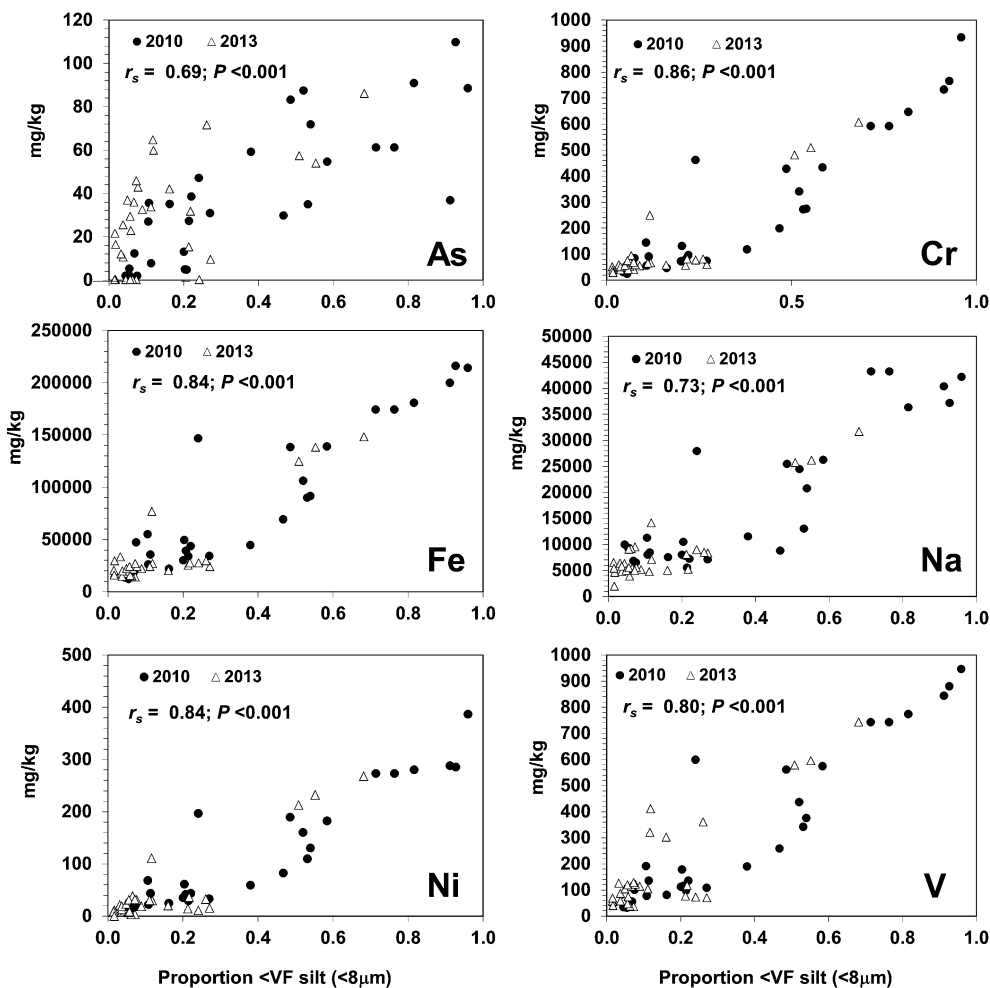 120
100
80
60
40
20
0
mg/kg
2010 2013
rs = 0.69; P <0.001
As
0.0 0.2 0.4 0.6 0.8 1.0
1000
900
800
700
600
500
400
300
200
100
0
mg/kg
2010 2013
rs = 0.86; P <0.001
Cr
0.0 0.5 1.0
250000
200000
150000
100000
50000
0
mg/kg
2010 2013
rs = 0.84; P <0.001
Fe
0.0 0.2 0.4 0.6 0.8 1.0
50000
45000
40000
35000
30000
25000
20000
15000
10000
5000
0
mg/kg
2010 2013
rs = 0.73; P <0.001
Na
0.0 0.2 0.4 0.6 0.8 1.0
500
400
300
200
100
0
mg/kg
2010 2013
rs = 0.84; P <0.001
Ni
0.0 0.2 0.4 0.6 0.8 1.0
Proportion <VF silt (<8μm)
1000
900
800
700
600
500
400
300
200
100
0
mg/kg
2010 2013
rs = 0.80; P <0.001
V
0.0 0.2 0.4 0.6 0.8 1.0
Proportion <VF silt (<8μm)